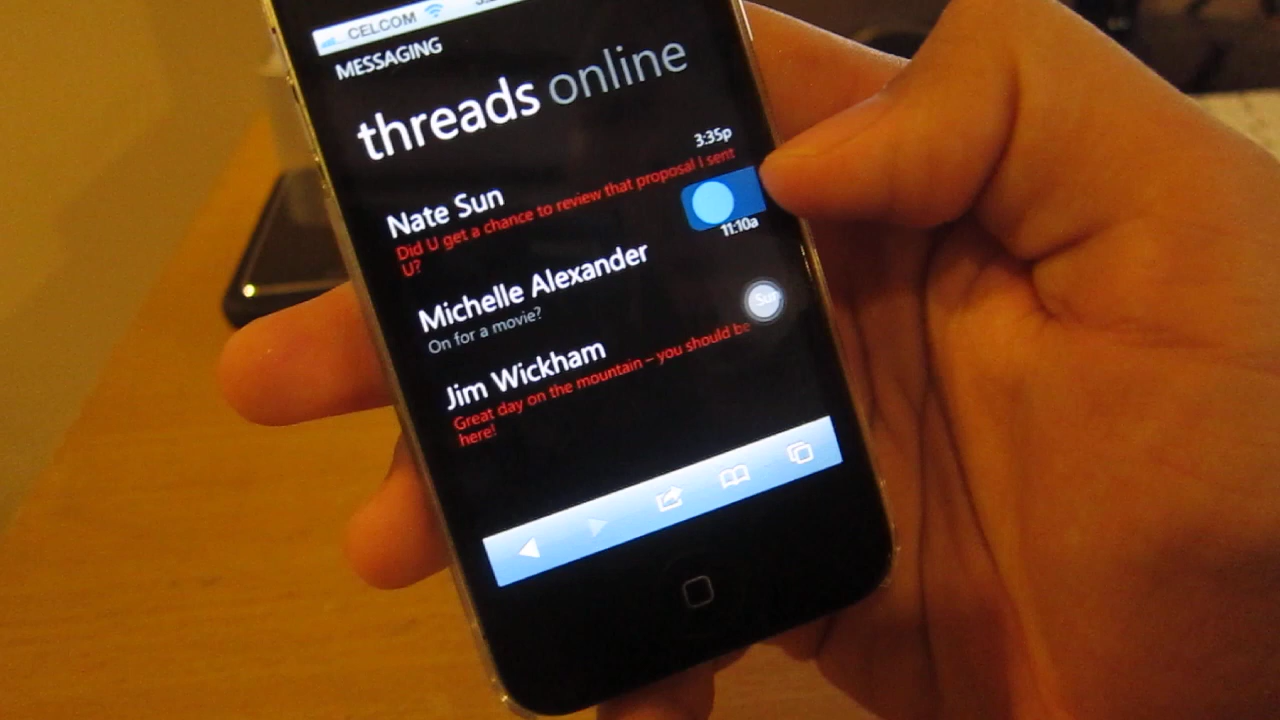 CELCOM
MESSAGING
threads online
3:35p
Nate Sun
Did U get a chance to review that proposal I sent
U?
11:10a
Michelle Alexander
On for a movie?
Sun
Jim Wickham
Great day on the mountain – you should be
here!